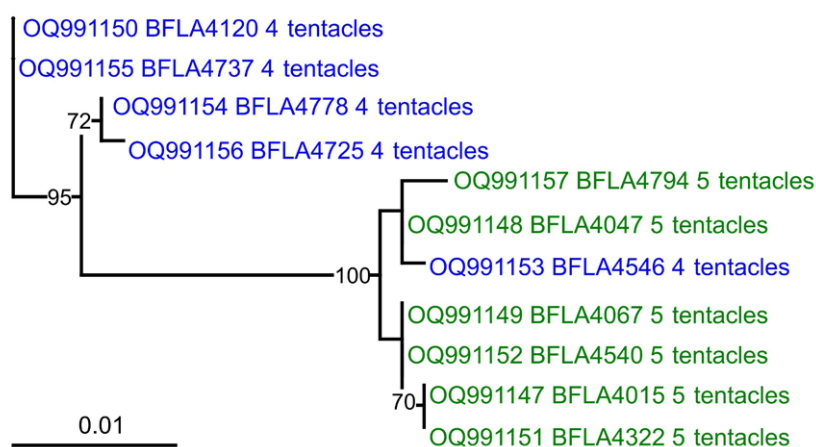 OQ991150 BFLA4120 4 tentacles
OQ991155 BFLA4737 4 tentacles
OQ991154 BFLA4778 4 tentacles
72
OQ991156 BFLA4725 4 tentacles
OQ991157 BFLA4794 5 tentacles
95
OQ991148 BFLA4047 5 tentacles
OQ991153 BFLA4546 4 tentacles
100
OQ991149 BFLA4067 5 tentacles
OQ991152 BFLA4540 5 tentacles
OQ991147 BFLA4015 5 tentacles
70
OQ991151 BFLA4322 5 tentacles
0.01